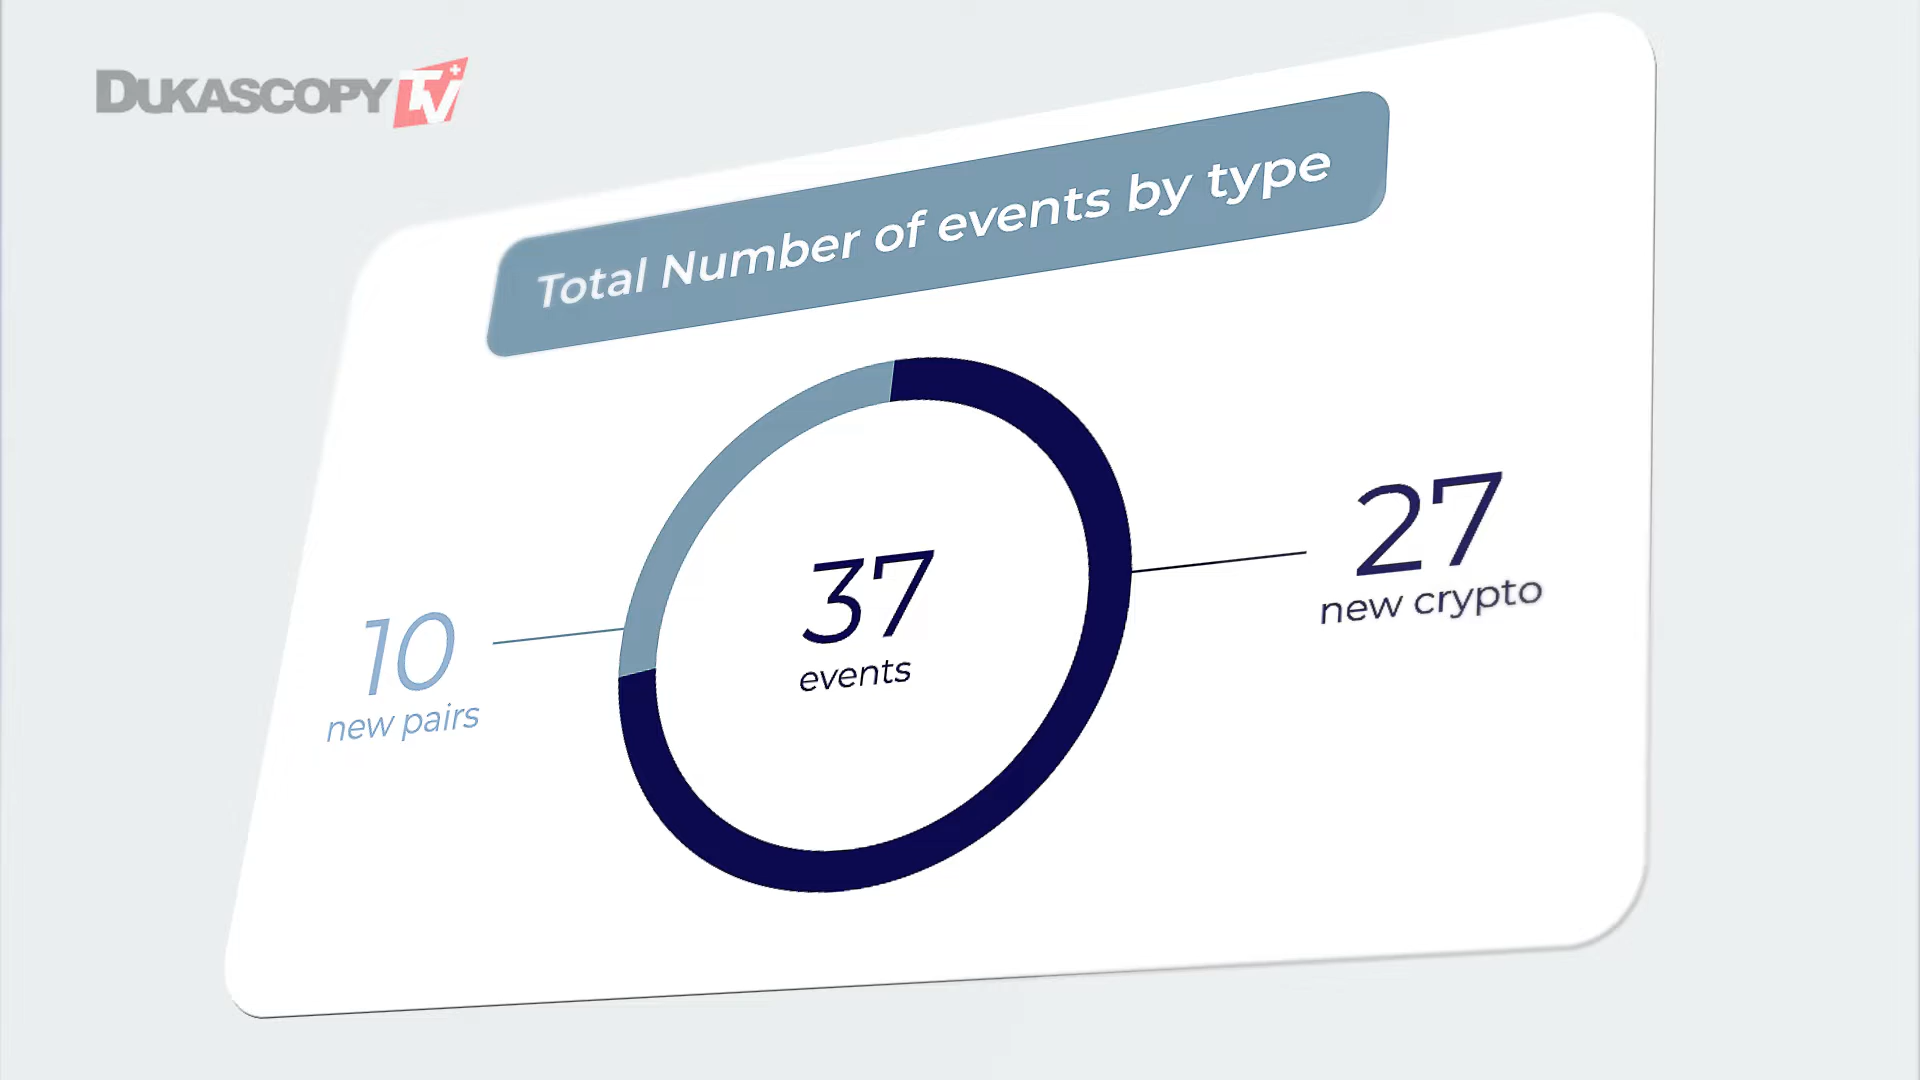 DUKASCOPY TV
Total Number of events by type
37
events
27
new crypto
10
new pairs